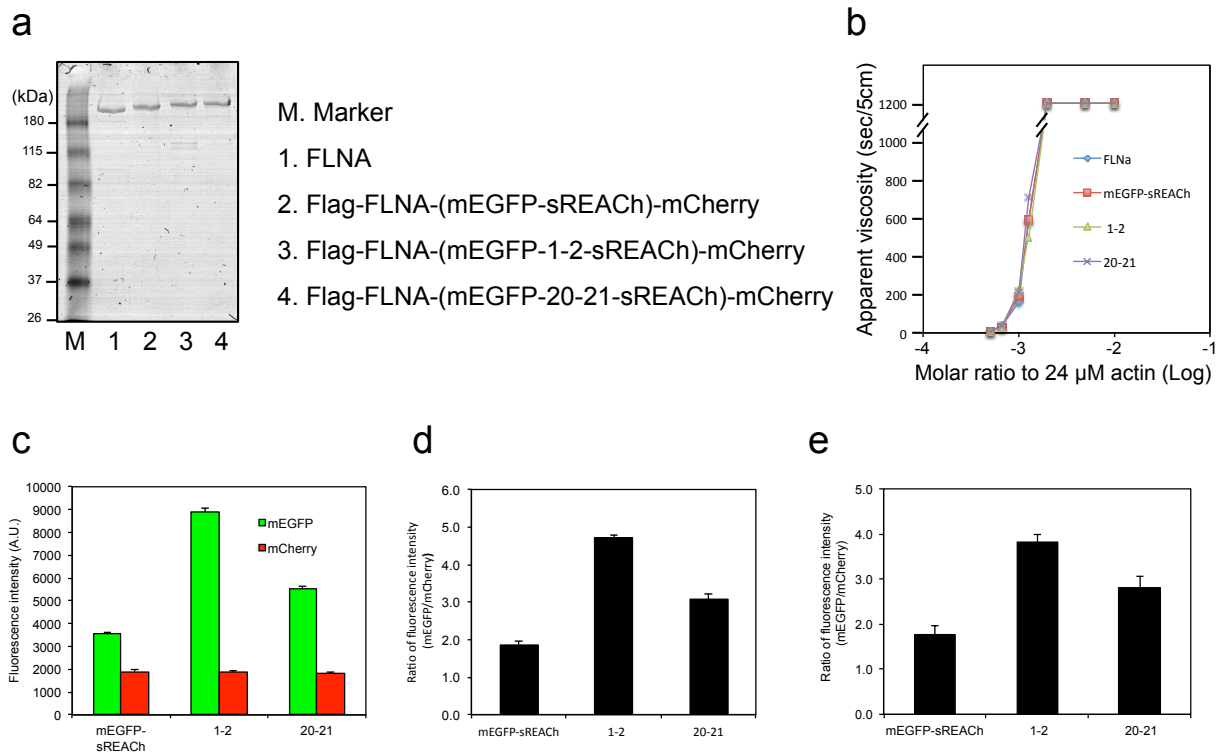 a
(kDa)
180
115
82
64
49
37
26
M 1 2 3 4
M. Marker
1. FLNA
2. Flag-FLNA-(mEGFP-sREACh)-mCherry
3. Flag-FLNA-(mEGFP-1-2-sREACh)-mCherry
4. Flag-FLNA-(mEGFP-20-21-sREACh)-mCherry
b
Apparent viscosity (sec/5cm)
1200
1000
800
600
400
200
0
-4 -3 -2 -1
Molar ratio to 24 µM actin (Log)
FLNa
mEGFP-sREACh
1-2
20-21
c
Fluorescence intensity (A.U.)
10000
9000
8000
7000
6000
5000
4000
3000
2000
1000
0
mEGFP
mCherry
mEGFP-
sREACh
1-2
20-21
d
Ratio of fluorescence intensity
(mEGFP/mCherry)
6.0
5.0
4.0
3.0
2.0
1.0
0.0
mEGFP-sREACh 1-2 20-21
e
Ratio of fluorescence intensity
(mEGFP/mCherry)
5.0
4.0
3.0
2.0
1.0
0.0
mEGFP-sREACh 1-2 20-21